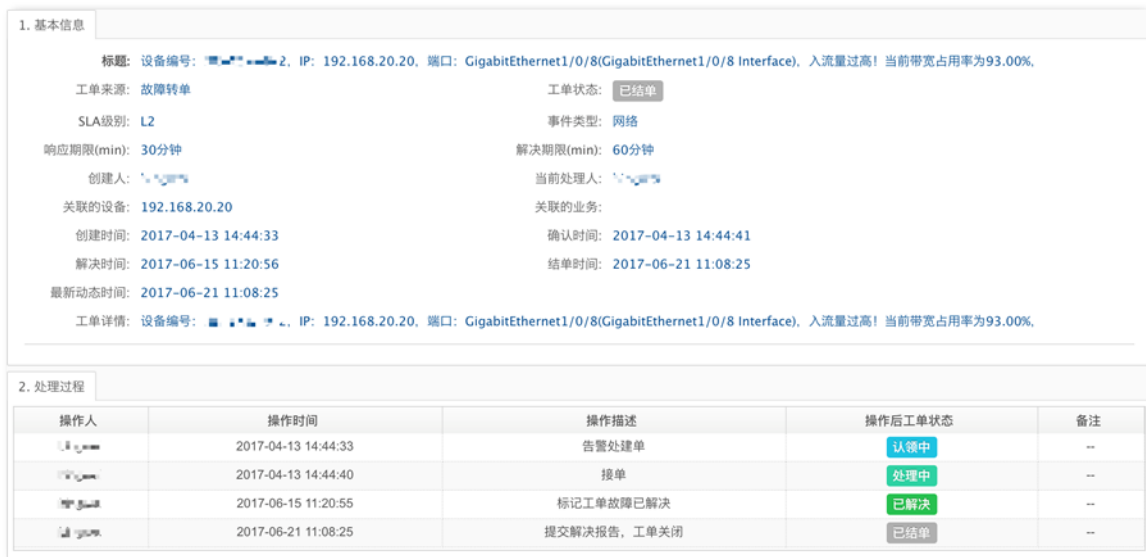 1. 基本信息
标题: 设备编号: 2, IP: 192.168.20.20, 端口: GigabitEthernet1/0/8(GigabitEthernet1/0/8 Interface), 入流量过高! 当前带宽占用率为93.00%,
工单来源: 故障转单 工单状态: 已结单
SLA级别: L2 事件类型: 网络
响应期限(min): 30分钟 解决期限(min): 60分钟
创建人: 当前处理人:
关联的设备: 192.168.20.20 关联的业务:
创建时间: 2017-04-13 14:44:33 确认时间: 2017-04-13 14:44:41
解决时间: 2017-06-15 11:20:56 结单时间: 2017-06-21 11:08:25
最新动态时间: 2017-06-21 11:08:25
工单详情: 设备编号: IP: 192.168.20.20, 端口: GigabitEthernet1/0/8(GigabitEthernet1/0/8 Interface), 入流量过高! 当前带宽占用率为93.00%,
2. 处理过程
操作人 操作时间 操作描述 操作后工单状态 备注
2017-04-13 14:44:33 告警处建单 认领中 --
2017-04-13 14:44:40 接单 处理中 --
2017-06-15 11:20:55 标记工单故障已解决 已解决 --
2017-06-21 11:08:25 提交解决报告, 工单关闭 已结单 --